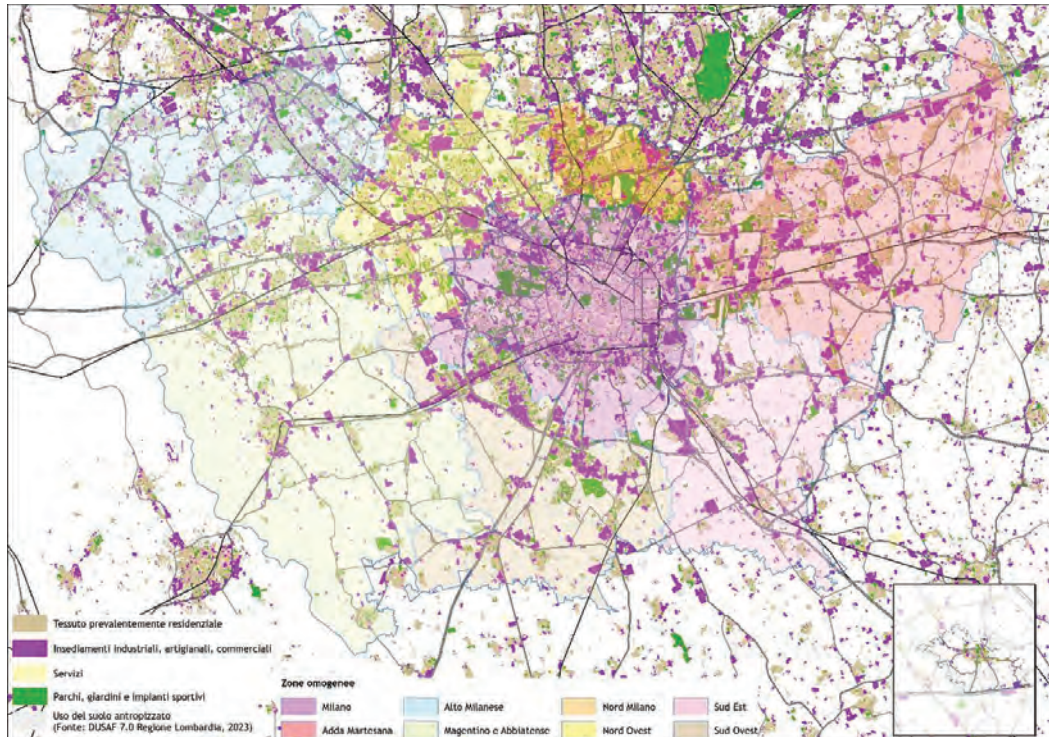 Tessuto prevalentemente residenziale
Insediamenti industriali, artigianali, commerciali
Servizi
Parchi, giardini e impianti sportivi
Uso del suolo antropizzato
(Fonte: DUSAF 7.0 Regione Lombardia, 2023)
Zone omogenee
Milano
Alto Milanese
Nord Milano
Sud Est
Adda Martesana
Magentino e Abbiatense
Nord Ovest
Sud Ovest